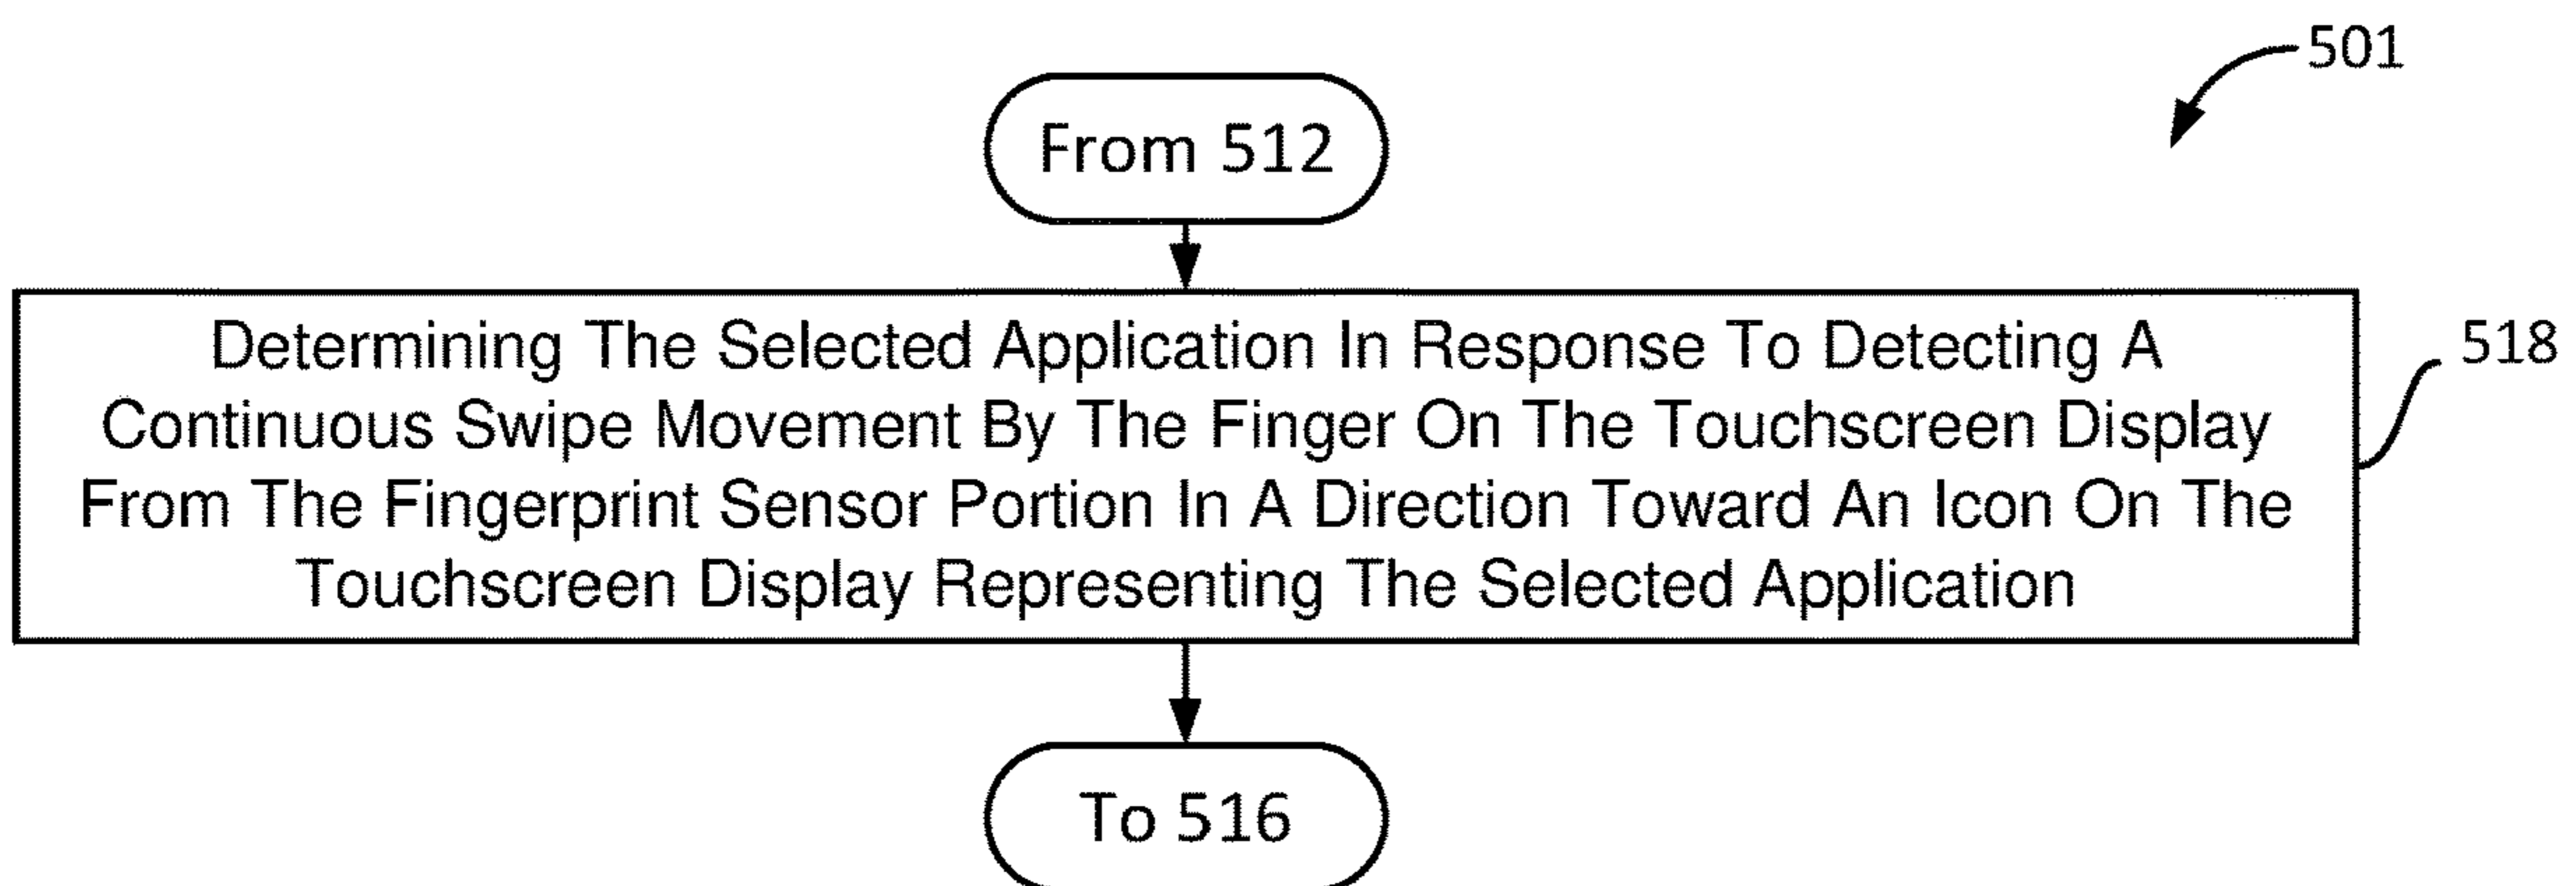 501
From 512
Determining The Selected Application In Response To Detecting A
Continuous Swipe Movement By The Finger On The Touchscreen Display
From The Fingerprint Sensor Portion In A Direction Toward An Icon On The
Touchscreen Display Representing The Selected Application
518
To 516